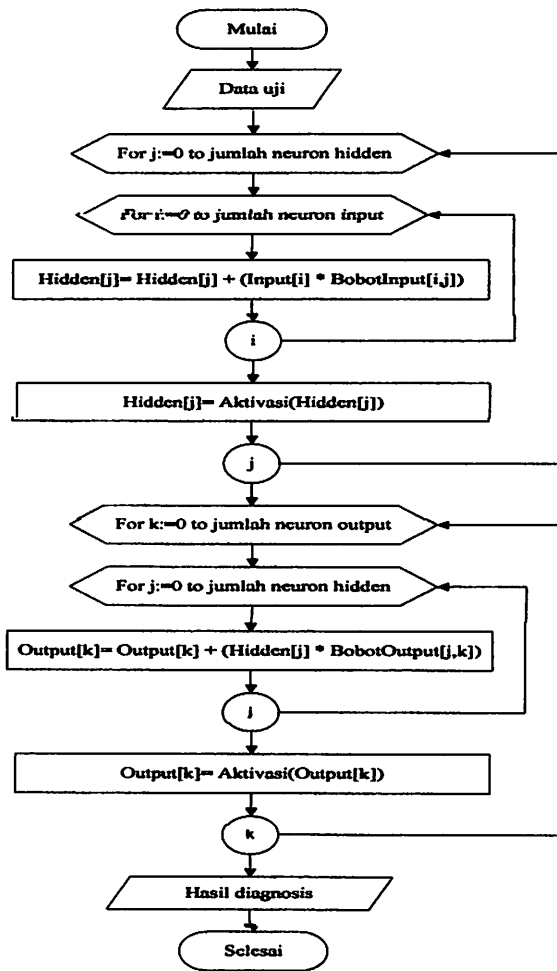 Mulai
Data uji
For j:=0 to jumlah neuron hidden
For i:=0 to jumlah neuron input
Hidden[j]= Hidden[j] + (Input[i] * BobotInput[i,j])
i
Hidden[j]= Aktivasi(Hidden[j])
j
For k:=0 to jumlah neuron output
For j:=0 to jumlah neuron hidden
Output[k]= Output[k] + (Hidden[j] * BobotOutput[j,k])
j
Output[k]= Aktivasi(Output[k])
k
Hasil diagnosis
Selesai